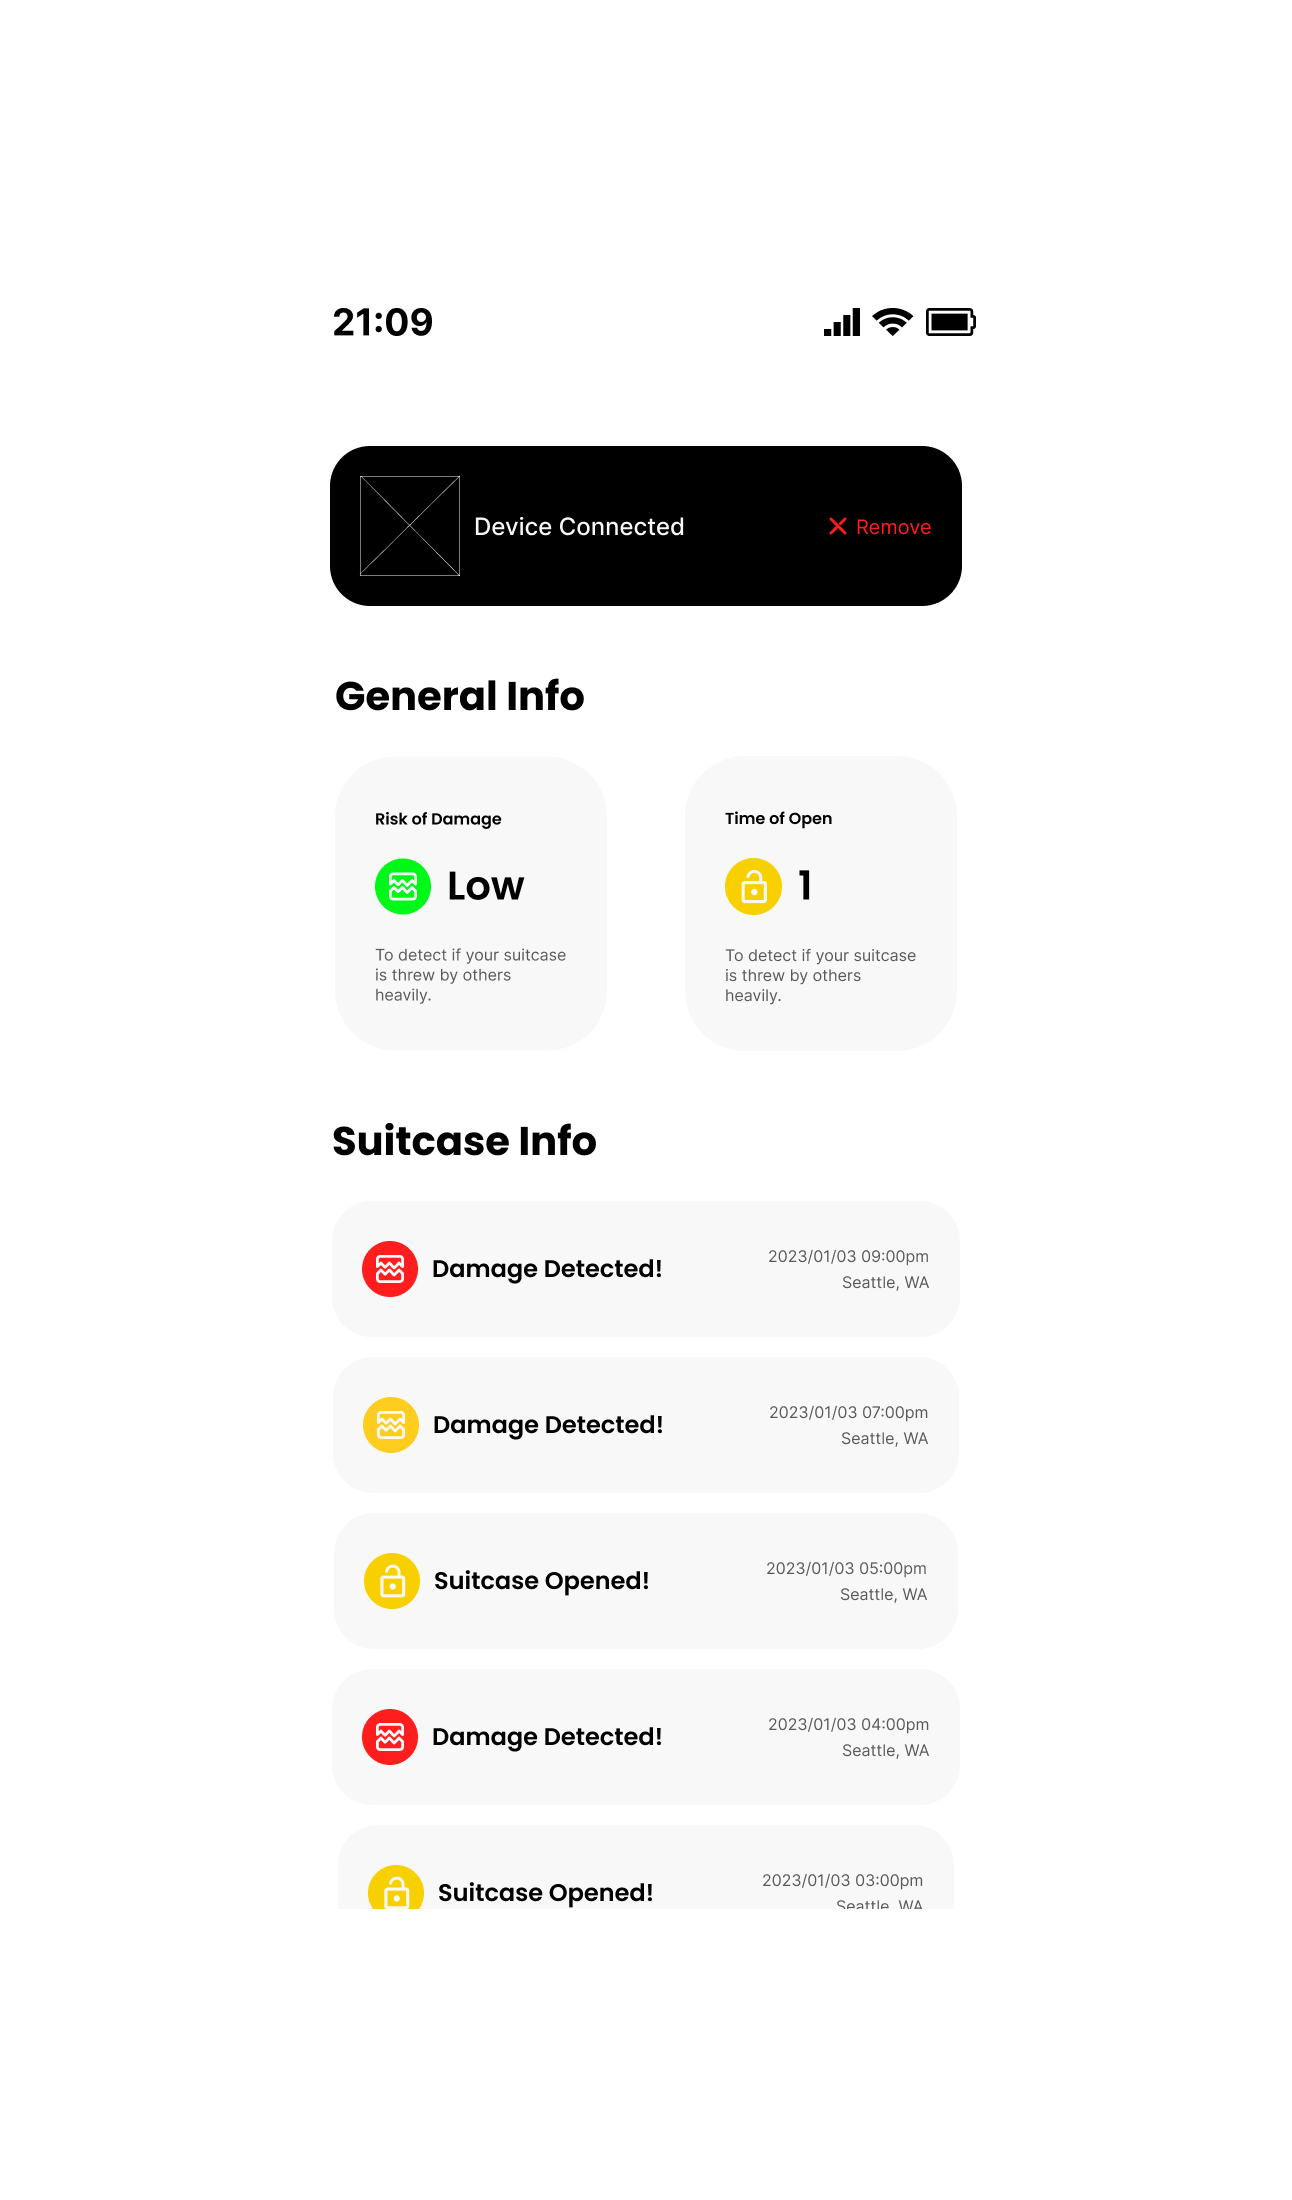 21:09
Device Connected
Remove
General Info
Risk of Damage
Low
To detect if your suitcase
is threw by others
heavily.
Time of Open
1
To detect if your suitcase
is threw by others
heavily.
Suitcase Info
Damage Detected!
2023/01/03 09:00pm
Seattle, WA
Damage Detected!
2023/01/03 07:00pm
Seattle, WA
Suitcase Opened!
2023/01/03 05:00pm
Seattle, WA
Damage Detected!
2023/01/03 04:00pm
Seattle, WA
Suitcase Opened!
2023/01/03 03:00pm
Seattle, WA